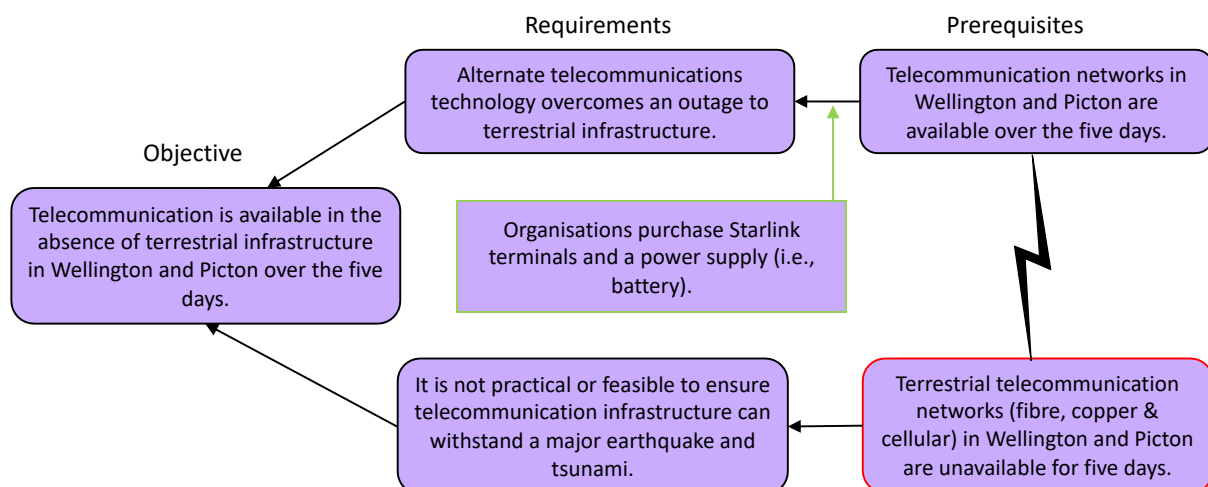 Requirements
Prerequisites
Alternate telecommunications
technology overcomes an outage to
terrestrial infrastructure.
Telecommunication networks in
Wellington and Picton are
available over the five days.
Objective
Telecommunication is available in the
absence of terrestrial infrastructure
in Wellington and Picton over the five
days.
Organisations purchase Starlink
terminals and a power supply (i.e.,
battery).
It is not practical or feasible to ensure
telecommunication infrastructure can
withstand a major earthquake and
tsunami.
Terrestrial telecommunication
networks (fibre, copper &
cellular) in Wellington and Picton
are unavailable for five days.